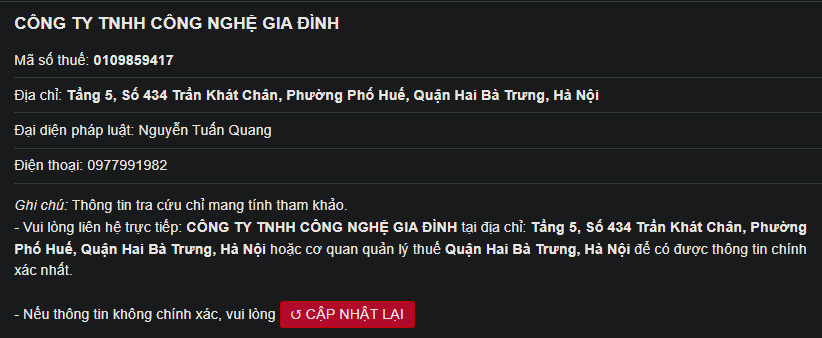 CÔNG TY TNHH CÔNG NGHỆ GIA ĐÌNH
Mã số thuế: 0109859417
Địa chỉ: Tầng 5, Số 434 Trần Khát Chân, Phường Phố Huế, Quận Hai Bà Trưng, Hà Nội
Đại diện pháp luật: Nguyễn Tuấn Quang
Điện thoại: 0977991982
Ghi chú: Thông tin tra cứu chỉ mang tính tham khảo.
- Vui lòng liên hệ trực tiếp: CÔNG TY TNHH CÔNG NGHỆ GIA ĐÌNH tại địa chỉ: Tầng 5, Số 434 Trần Khát Chân, Phường
Phố Huế, Quận Hai Bà Trưng, Hà Nội hoặc cơ quan quản lý thuế Quận Hai Bà Trưng, Hà Nội để có được thông tin chính
xác nhất.
- Nếu thông tin không chính xác, vui lòng ↺ CẬP NHẬT LẠI